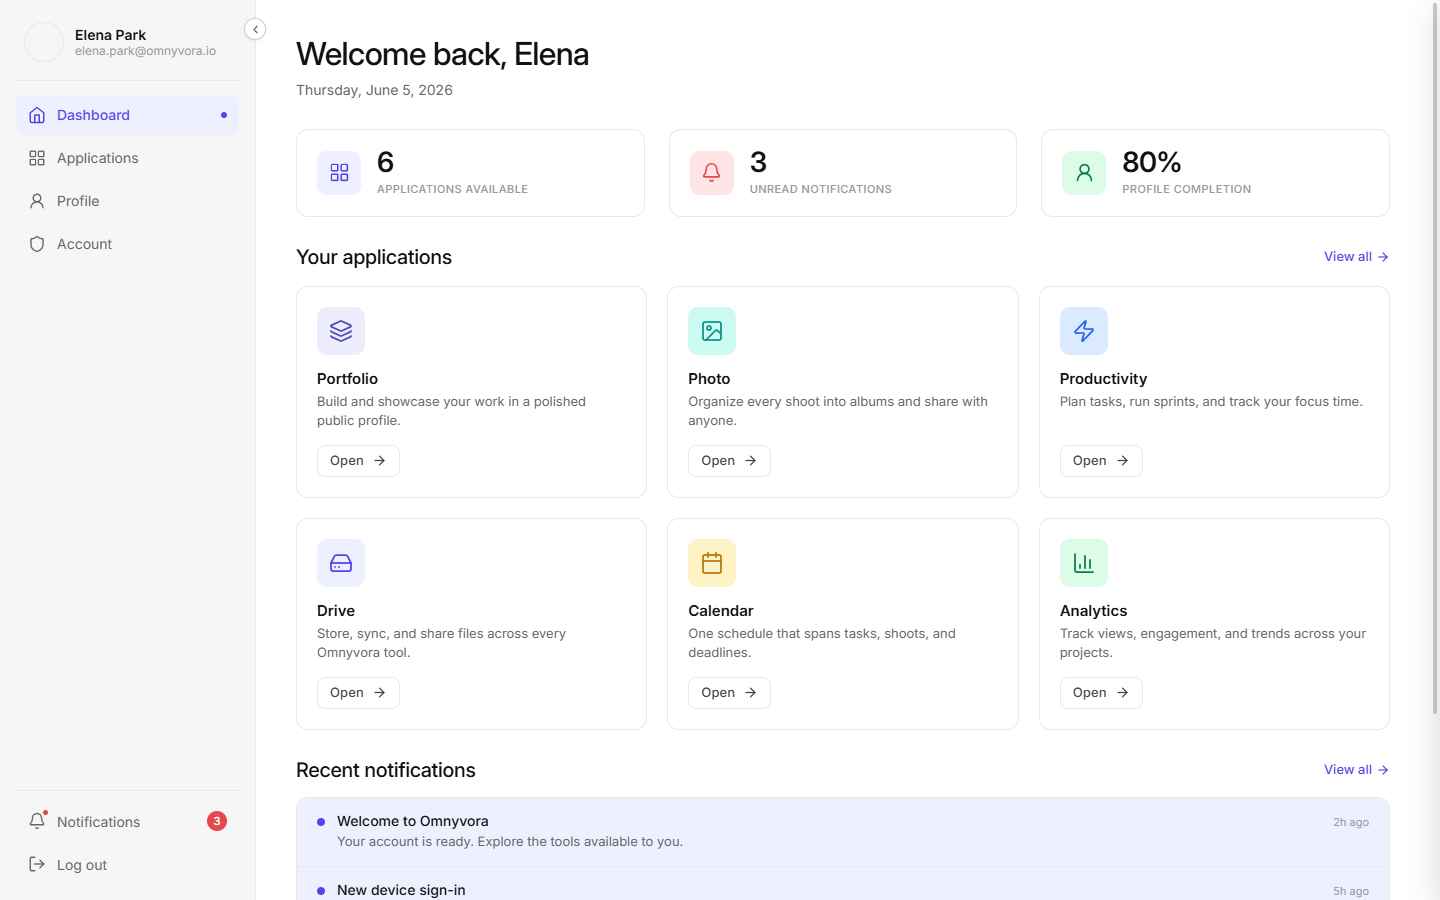 Elena Park
elena.park@omnyvora.io
Dashboard
Applications
Profile
Account
Notifications
3
Log out
Welcome back, Elena
Thursday, June 5, 2026
6
APPLICATIONS AVAILABLE
3
UNREAD NOTIFICATIONS
80%
PROFILE COMPLETION
Your applications
View all
Portfolio
Build and showcase your work in a polished
public profile.
Open
Photo
Organize every shoot into albums and share with
anyone.
Open
Productivity
Plan tasks, run sprints, and track your focus time.
Open
Drive
Store, sync, and share files across every
Omnyvora tool.
Open
Calendar
One schedule that spans tasks, shoots, and
deadlines.
Open
Analytics
Track views, engagement, and trends across your
projects.
Open
Recent notifications
View all
Welcome to Omnyvora
2h ago
Your account is ready. Explore the tools available to you.
New device sign-in
5h ago